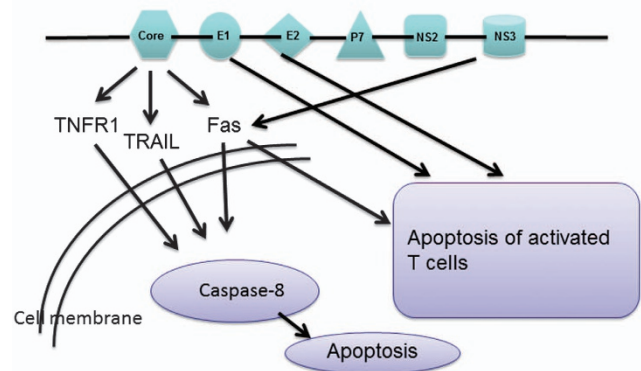 Core E1 E2 P7 NS2 NS3
TNFR1 TRAIL Fas
Apoptosis of activated
T cells
Caspase-8
Cell membrane
Apoptosis